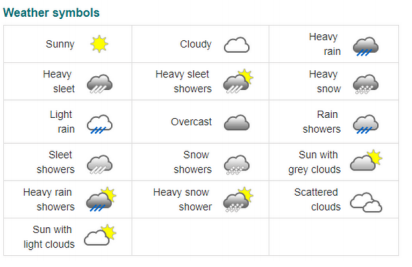 Weather symbols
Sunny
Cloudy
Heavy
rain
Heavy
sleet
Heavy sleet
showers
Heavy
snow
Light
rain
Overcast
Rain
showers
Sleet
showers
Snow
showers
Sun with
grey clouds
Heavy rain
showers
Heavy snow
shower
Scattered
clouds
Sun with
light clouds